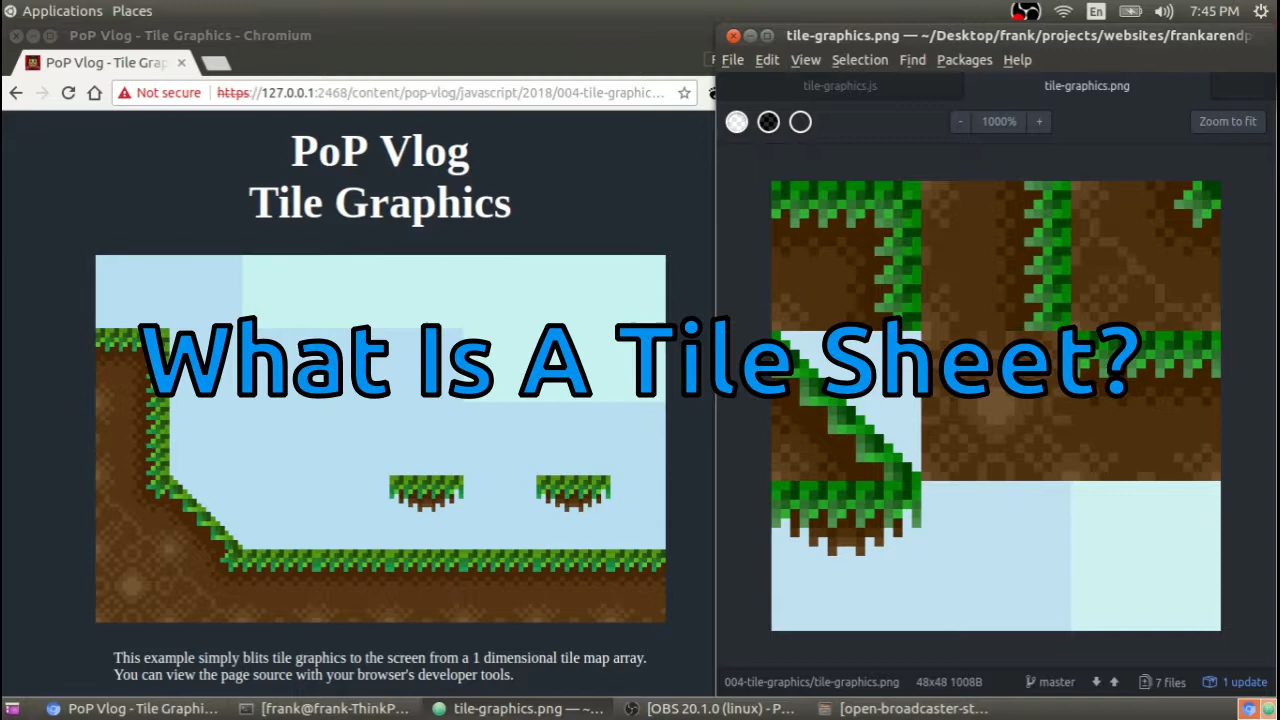 Applications Places
En
7:45 PM
PoP Vlog - Tile Graphics - Chromium
PoP Vlog - Tile Grap
Not secure https://127.0.0.1:2468/content/pop-vlog/javascript/2018/004-tile-graphic...
PoP Vlog
Tile Graphics
This example simply blits tile graphics to the screen from a 1 dimensional tile map array.
You can view the page source with your browser's developer tools.
tile-graphics.png — ~/Desktop/frank/projects/websites/frankarendp
File Edit View Selection Find Packages Help
tile-graphics.js
tile-graphics.png
- 1000% +
Zoom to fit
What Is A Tile Sheet?
004-tile-graphics/tile-graphics.png 48x48 1008B
master
7 files
1 update
PoP Vlog - Tile Graphi...
[frank@frank-ThinkP...
tile-graphics.png — ~...
[OBS 20.1.0 (linux) - P...
[open-broadcaster-st...